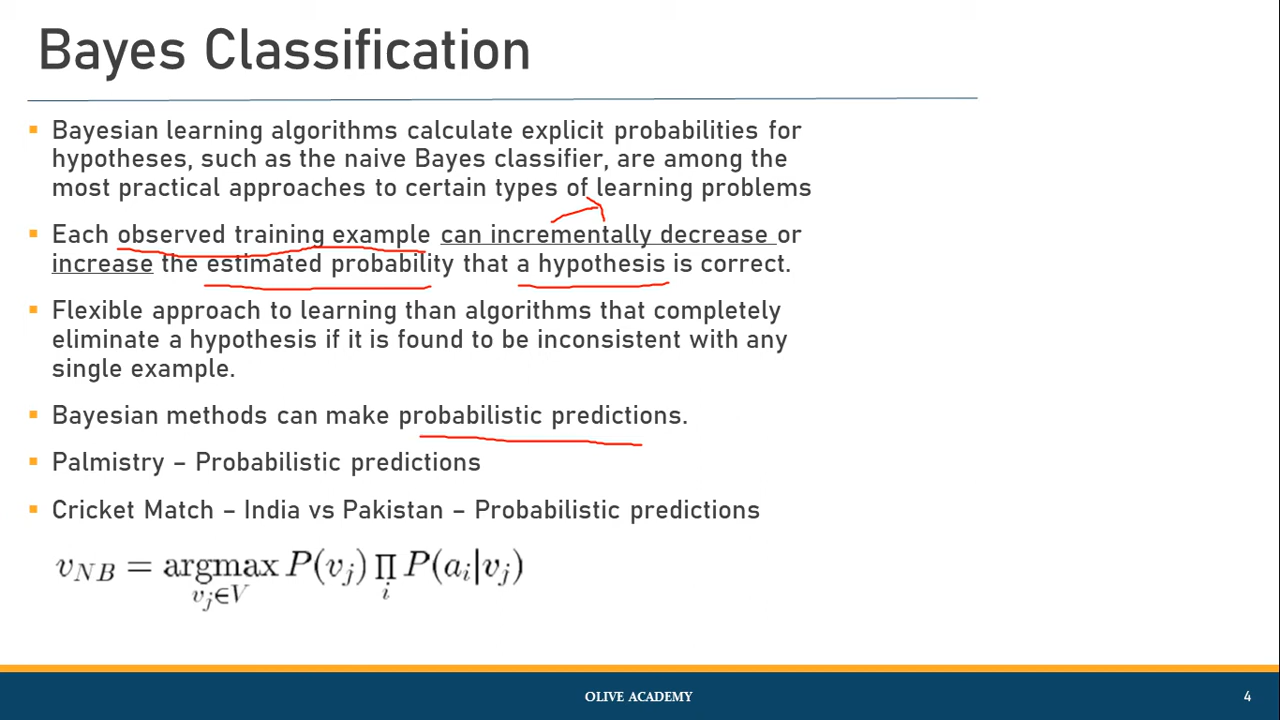 Bayes Classification
▪ Bayesian learning algorithms calculate explicit probabilities for
hypotheses, such as the naive Bayes classifier, are among the
most practical approaches to certain types of learning problems
▪ Each observed training example can incrementally decrease or
increase the estimated probability that a hypothesis is correct.
▪ Flexible approach to learning than algorithms that completely
eliminate a hypothesis if it is found to be inconsistent with any
single example.
▪ Bayesian methods can make probabilistic predictions.
▪ Palmistry – Probabilistic predictions
▪ Cricket Match – India vs Pakistan – Probabilistic predictions
v_{NB} = argmax_{v_j∈V} P(v_j) ∏_i P(a_i|v_j)
OLIVE ACADEMY
4